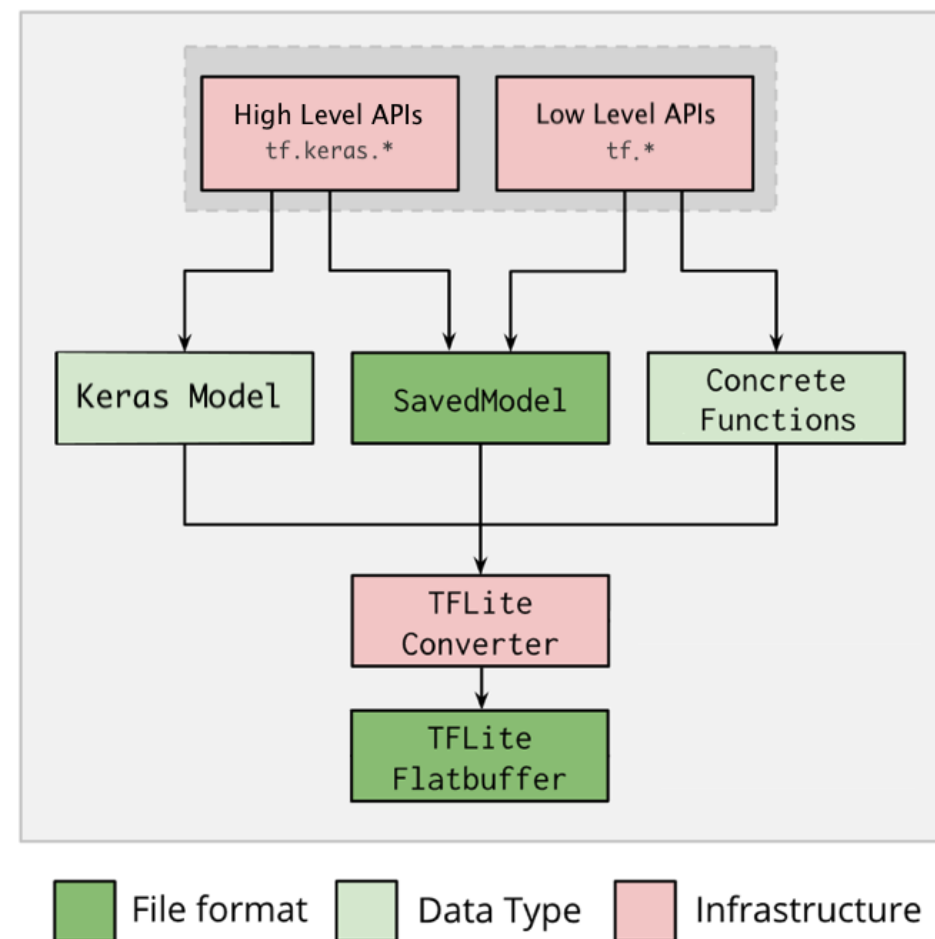 High Level APIs
tf.keras.*
Low Level APIs
tf.*
Keras Model
SavedModel
Concrete
Functions
TFLite
Converter
TFLite
Flatbuffer
File format
Data Type
Infrastructure